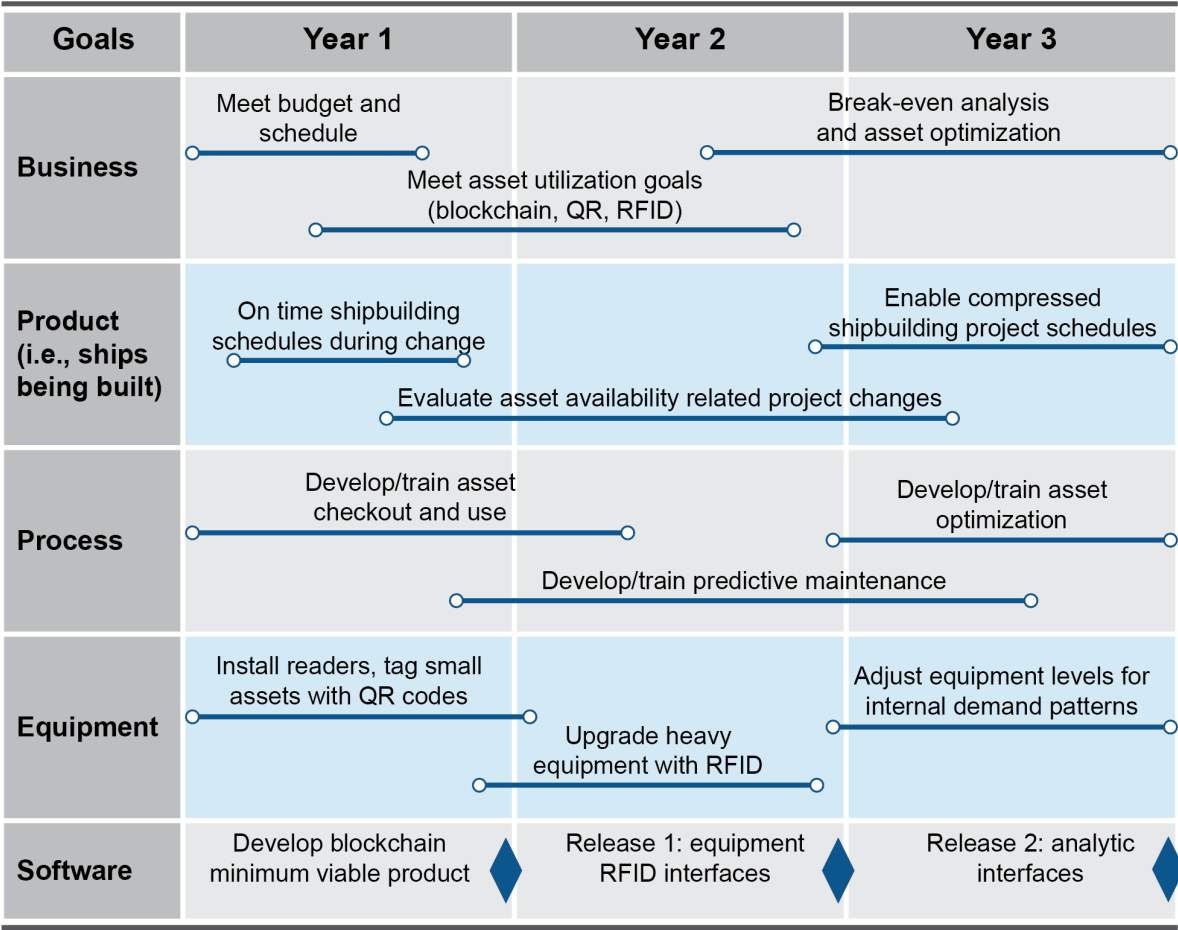 Goals
Year 1
Year 2
Year 3
Business
Meet budget and
schedule
Break-even analysis
and asset optimization
Meet asset utilization goals
(blockchain, QR, RFID)
Product
(i.e., ships
being built)
On time shipbuilding
schedules during change
Enable compressed
shipbuilding project schedules
Evaluate asset availability related project changes
Process
Develop/train asset
checkout and use
Develop/train asset
optimization
Develop/train predictive maintenance
Equipment
Install readers, tag small
assets with QR codes
Upgrade heavy
equipment with RFID
Adjust equipment levels for
internal demand patterns
Software
Develop blockchain
minimum viable product
Release 1: equipment
RFID interfaces
Release 2: analytic
interfaces